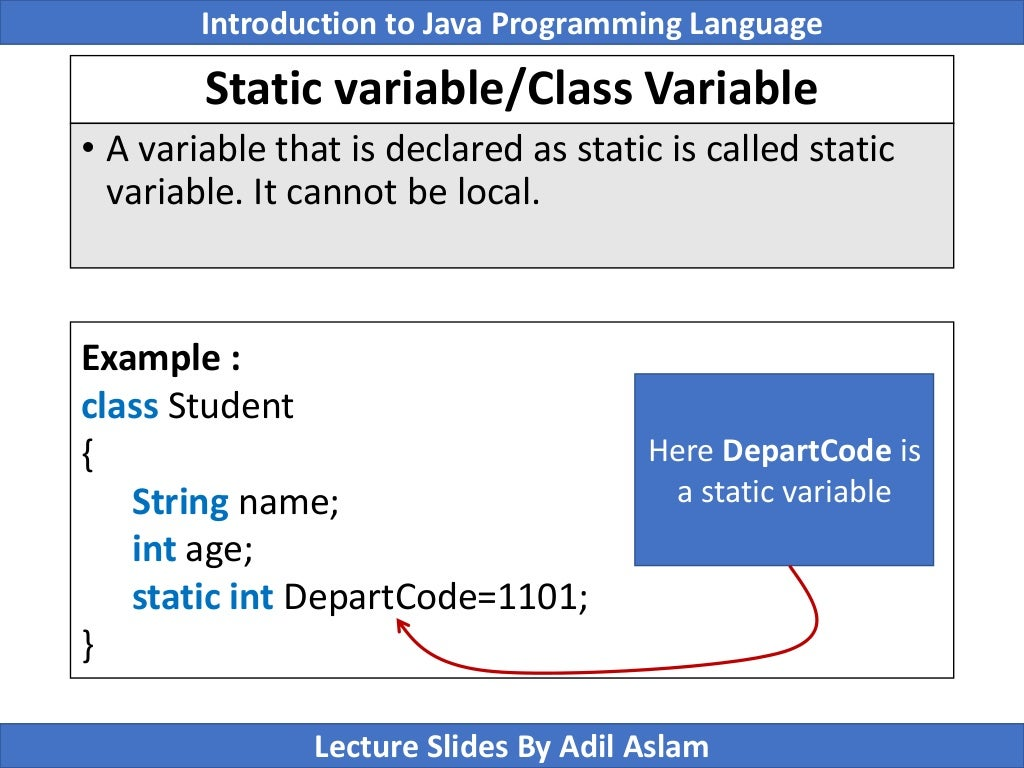 Introduction to Java Programming Language
Static variable/Class Variable
• A variable that is declared as static is called static
variable. It cannot be local.
Example :
class Student
{
String name;
int age;
static int DepartCode=1101;
}
Here DepartCode is
a static variable
Lecture Slides By Adil Aslam